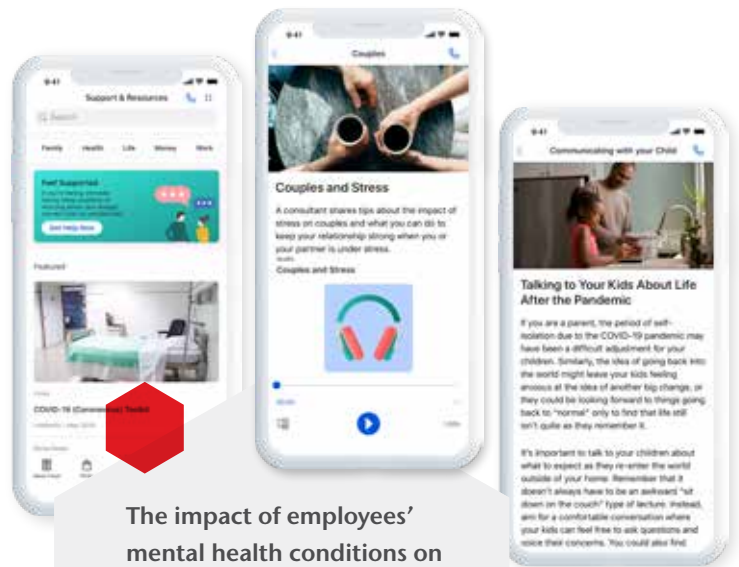 9:41
Support & Resources
Search
Family Health Life Money Work
Feel Supported
Get Help Now
Featured
COVID-19 (Coronavirus) Toolkit
9:41
Couples
Couples and Stress
A consultant shares tips about the impact of
stress on couples and what you can do to
keep your relationship strong when you or
your partner is under stress.
Couples and Stress
9:41
Communicating with your Child
Talking to Your Kids About Life
After the Pandemic
If you are a parent, the period of self-
isolation due to the COVID-19 pandemic may
have been a difficult adjustment for your
children. Similarly, the idea of going back into
the world might leave your kids feeling
anxious at the idea of another big change, or
they could be looking forward to things going
back to "normal" only to find that life still
isn't quite as they remember it.
It's important to talk to your children about
what to expect as they re-enter the world
outside of your home. Remember that it
doesn't always have to be an awkward "sit
down on the couch" type of lecture. Instead,
aim for a comfortable conversation where
your kids can feel free to ask questions and
voice their concerns. You could also find
The impact of employees'
mental health conditions on